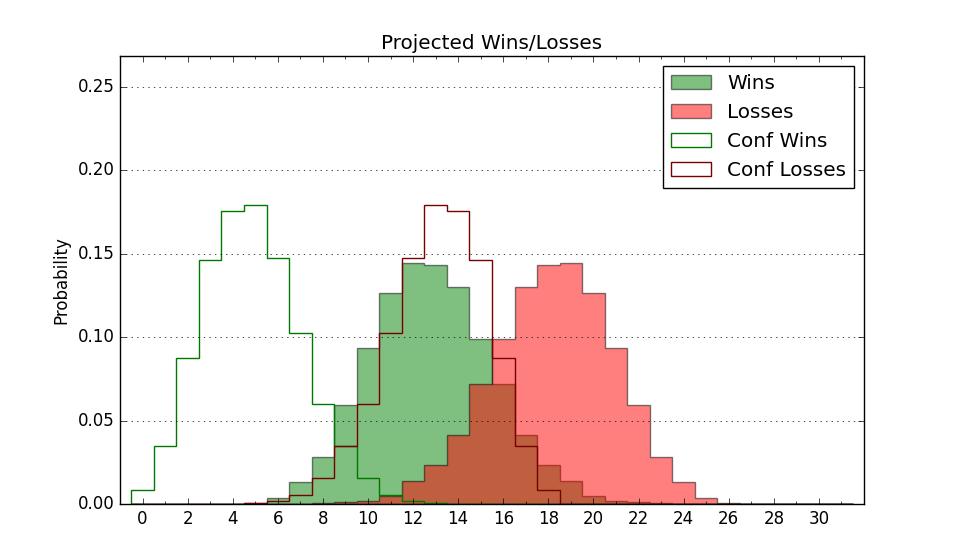 Projected Wins/Losses
Probability
0.25
0.20
0.15
0.10
0.05
0.00
0 2 4 6 8 10 12 14 16 18 20 22 24 26 28 30
Wins
Losses
Conf Wins
Conf Losses